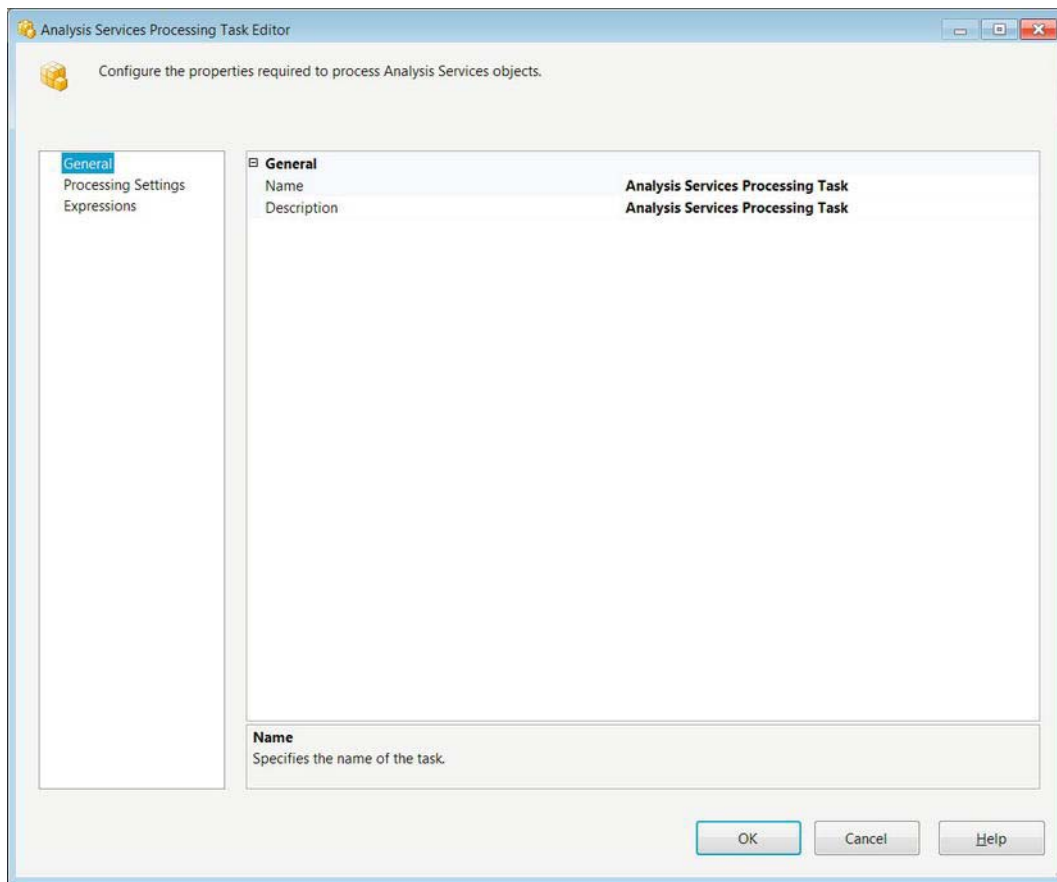 Analysis Services Processing Task Editor
Configure the properties required to process Analysis Services objects.
General
Processing Settings
Expressions
General
Name Analysis Services Processing Task
Description Analysis Services Processing Task
Name
Specifies the name of the task.
OK Cancel Help